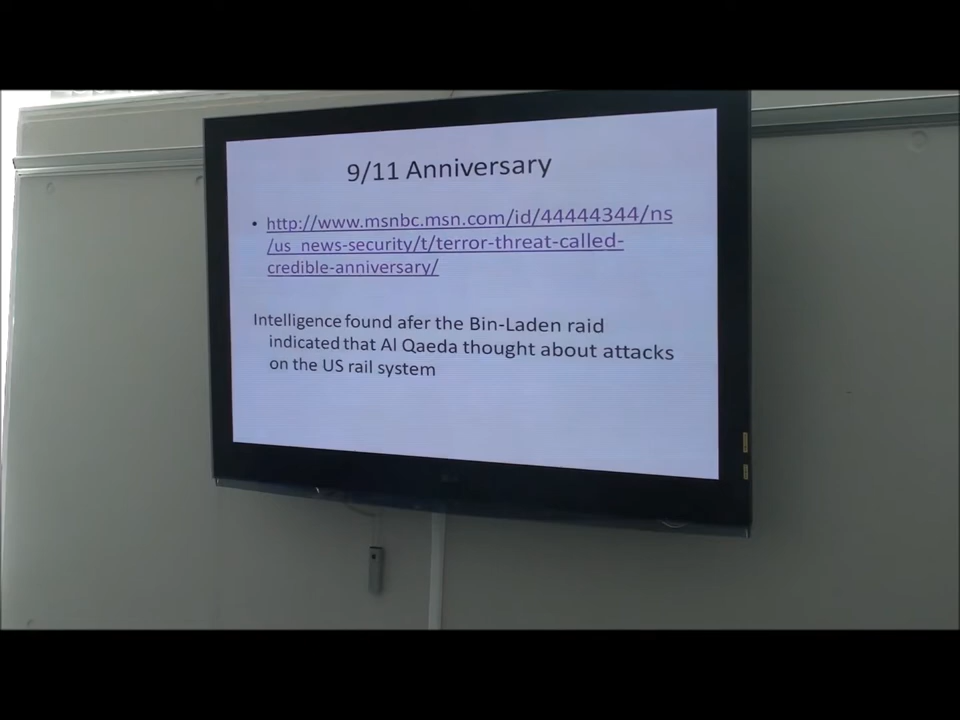 9/11 Anniversary
• http://www.msnbc.msn.com/id/44444344/ns
/us_news-security/t/terror-threat-called-
credible-anniversary/
Intelligence found afer the Bin-Laden raid
indicated that Al Qaeda thought about attacks
on the US rail system